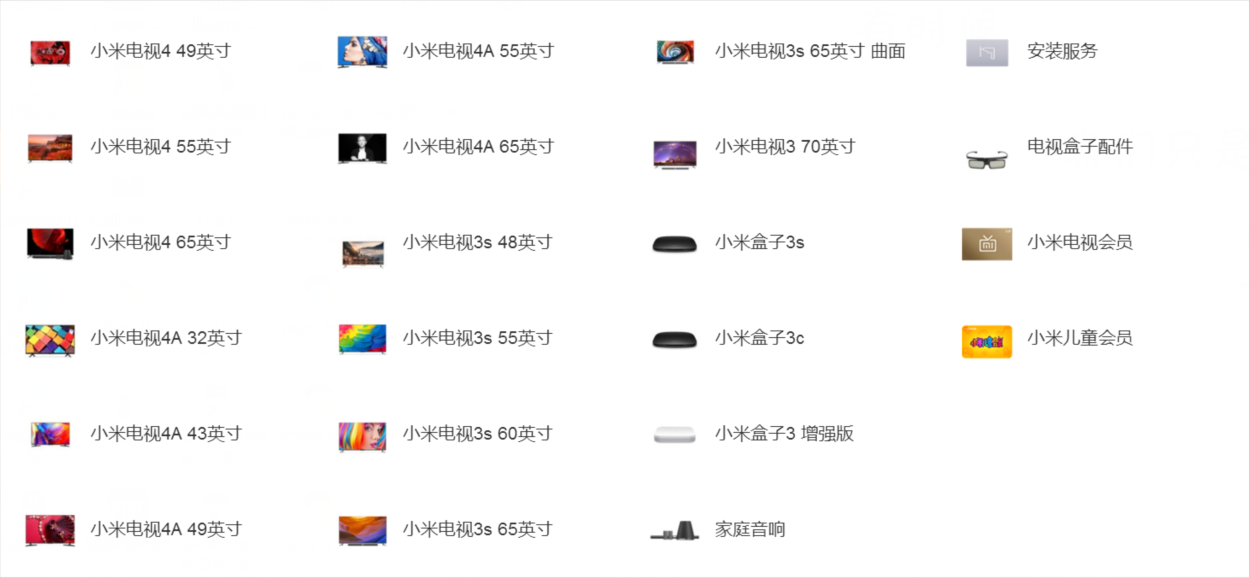 小米电视4 49英寸
小米电视4 55英寸
小米电视4 65英寸
小米电视4A 32英寸
小米电视4A 43英寸
小米电视4A 49英寸
小米电视4A 55英寸
小米电视4A 65英寸
小米电视3s 48英寸
小米电视3s 55英寸
小米电视3s 60英寸
小米电视3s 65英寸
小米电视3s 65英寸 曲面
小米电视3 70英寸
小米盒子3s
小米盒子3c
小米盒子3 增强版
家庭音响
安装服务
电视盒子配件
小米电视会员
小米儿童会员